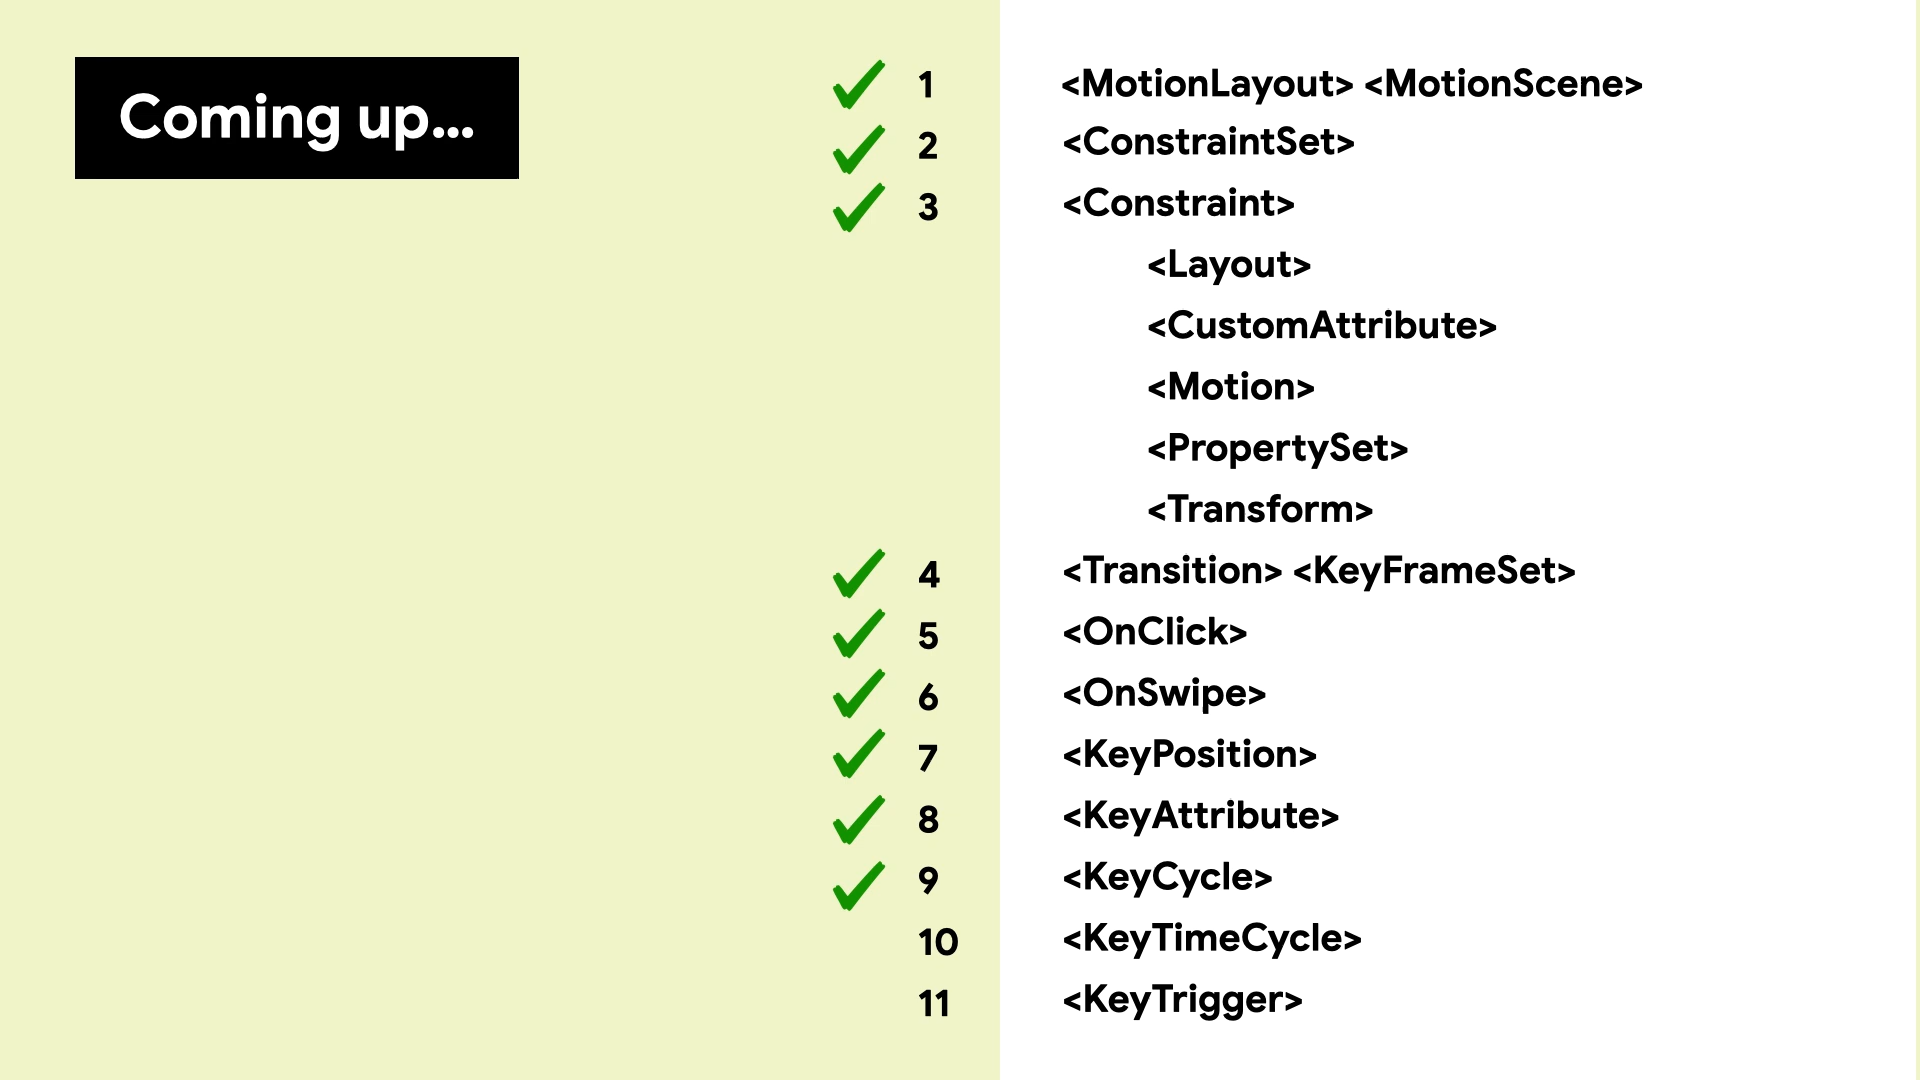 Coming up...
1 <MotionLayout> <MotionScene>
2 <ConstraintSet>
3 <Constraint>
<Layout>
<CustomAttribute>
<Motion>
<PropertySet>
<Transform>
4 <Transition> <KeyFrameSet>
5 <OnClick>
6 <OnSwipe>
7 <KeyPosition>
8 <KeyAttribute>
9 <KeyCycle>
10 <KeyTimeCycle>
11 <KeyTrigger>